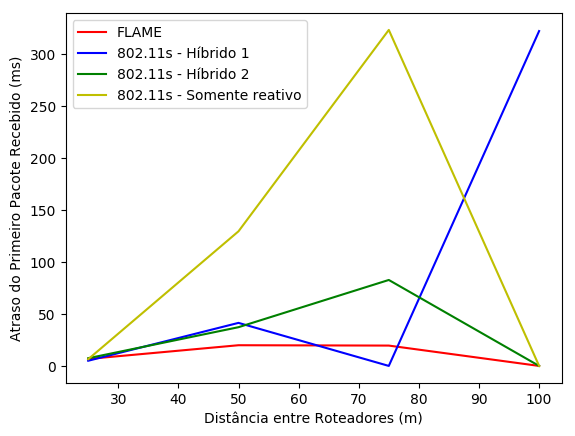 FLAME
802.11s - Híbrido 1
802.11s - Híbrido 2
802.11s - Somente reativo
Atraso do Primeiro Pacote Recebido (ms)
300
250
200
150
100
50
0
30 40 50 60 70 80 90 100
Distância entre Roteadores (m)